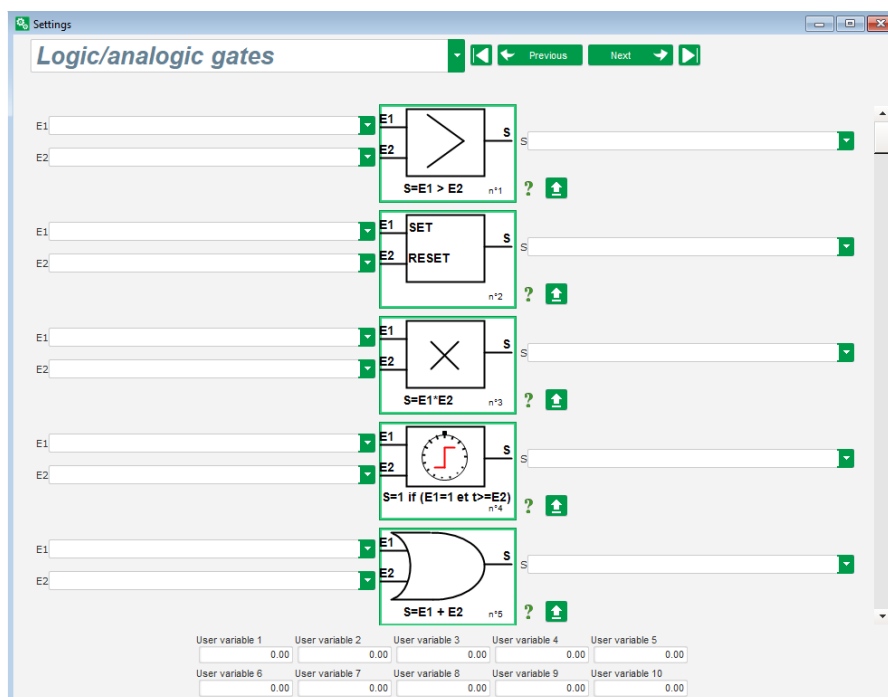 Settings
Logic/analogic gates
Previous
Next
E1
E1
S
S
E2
E2
S=E1 > E2
n°1
?
E1
E1
SET
S
S
E2
E2
RESET
n°2
?
E1
E1
S
S
E2
E2
S=E1*E2
n°3
?
E1
E1
S
S
E2
E2
S=1 if (E1=1 et t>=E2)
n°4
?
E1
E1
S
S
E2
E2
S=E1 + E2
n°5
?
User variable 1 User variable 2 User variable 3 User variable 4 User variable 5
0.00 0.00 0.00 0.00 0.00
User variable 6 User variable 7 User variable 8 User variable 9 User variable 10
0.00 0.00 0.00 0.00 0.00